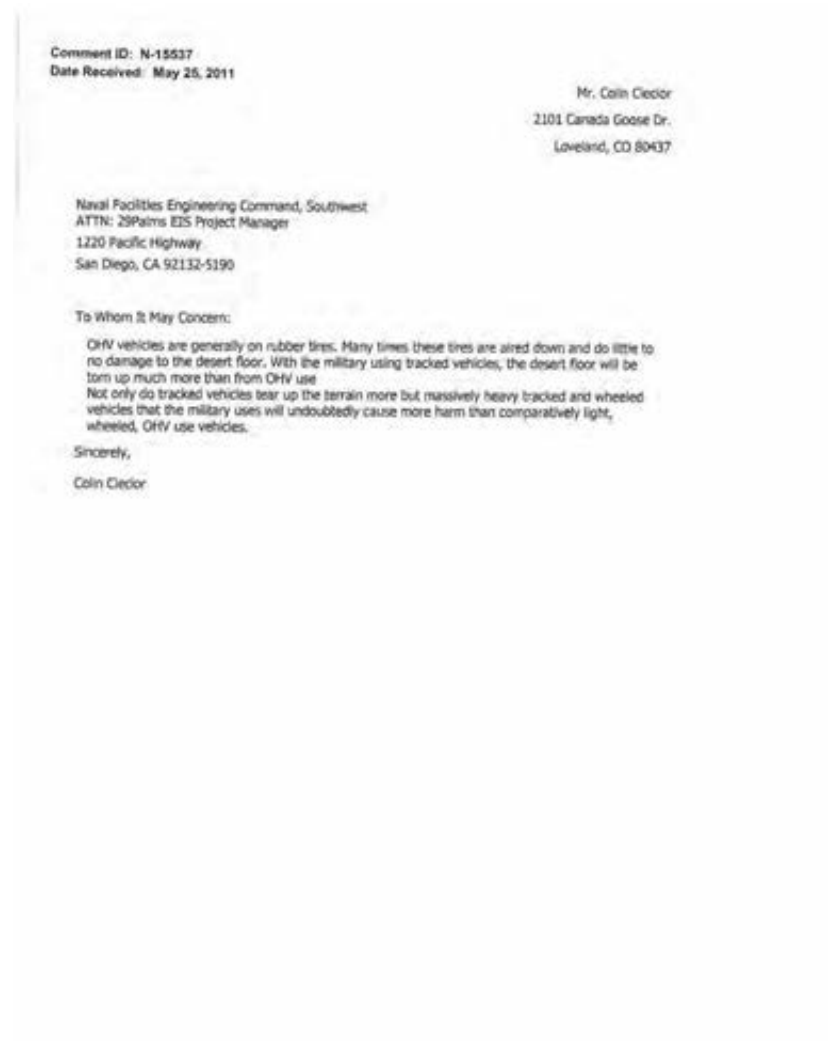 Comment ID: N-15537
Date Received: May 25, 2011
Mr. Colin Cieclor
2101 Canada Goose Dr.
Loveland, CO 80437
Naval Facilities Engineering Command, Southwest
ATTN: 29Palms EIS Project Manager
1220 Pacific Highway
San Diego, CA 92132-5190
To Whom It May Concern:
OHV vehicles are generally on rubber tires. Many times these tires are aired down and do little to
no damage to the desert floor. With the military using tracked vehicles, the desert floor will be
torn up much more than from OHV use
Not only do tracked vehicles tear up the terrain more but massively heavy tracked and wheeled
vehicles that the military uses will undoubtedly cause more harm than comparatively light,
wheeled, OHV use vehicles.
Sincerely,
Colin Cieclor